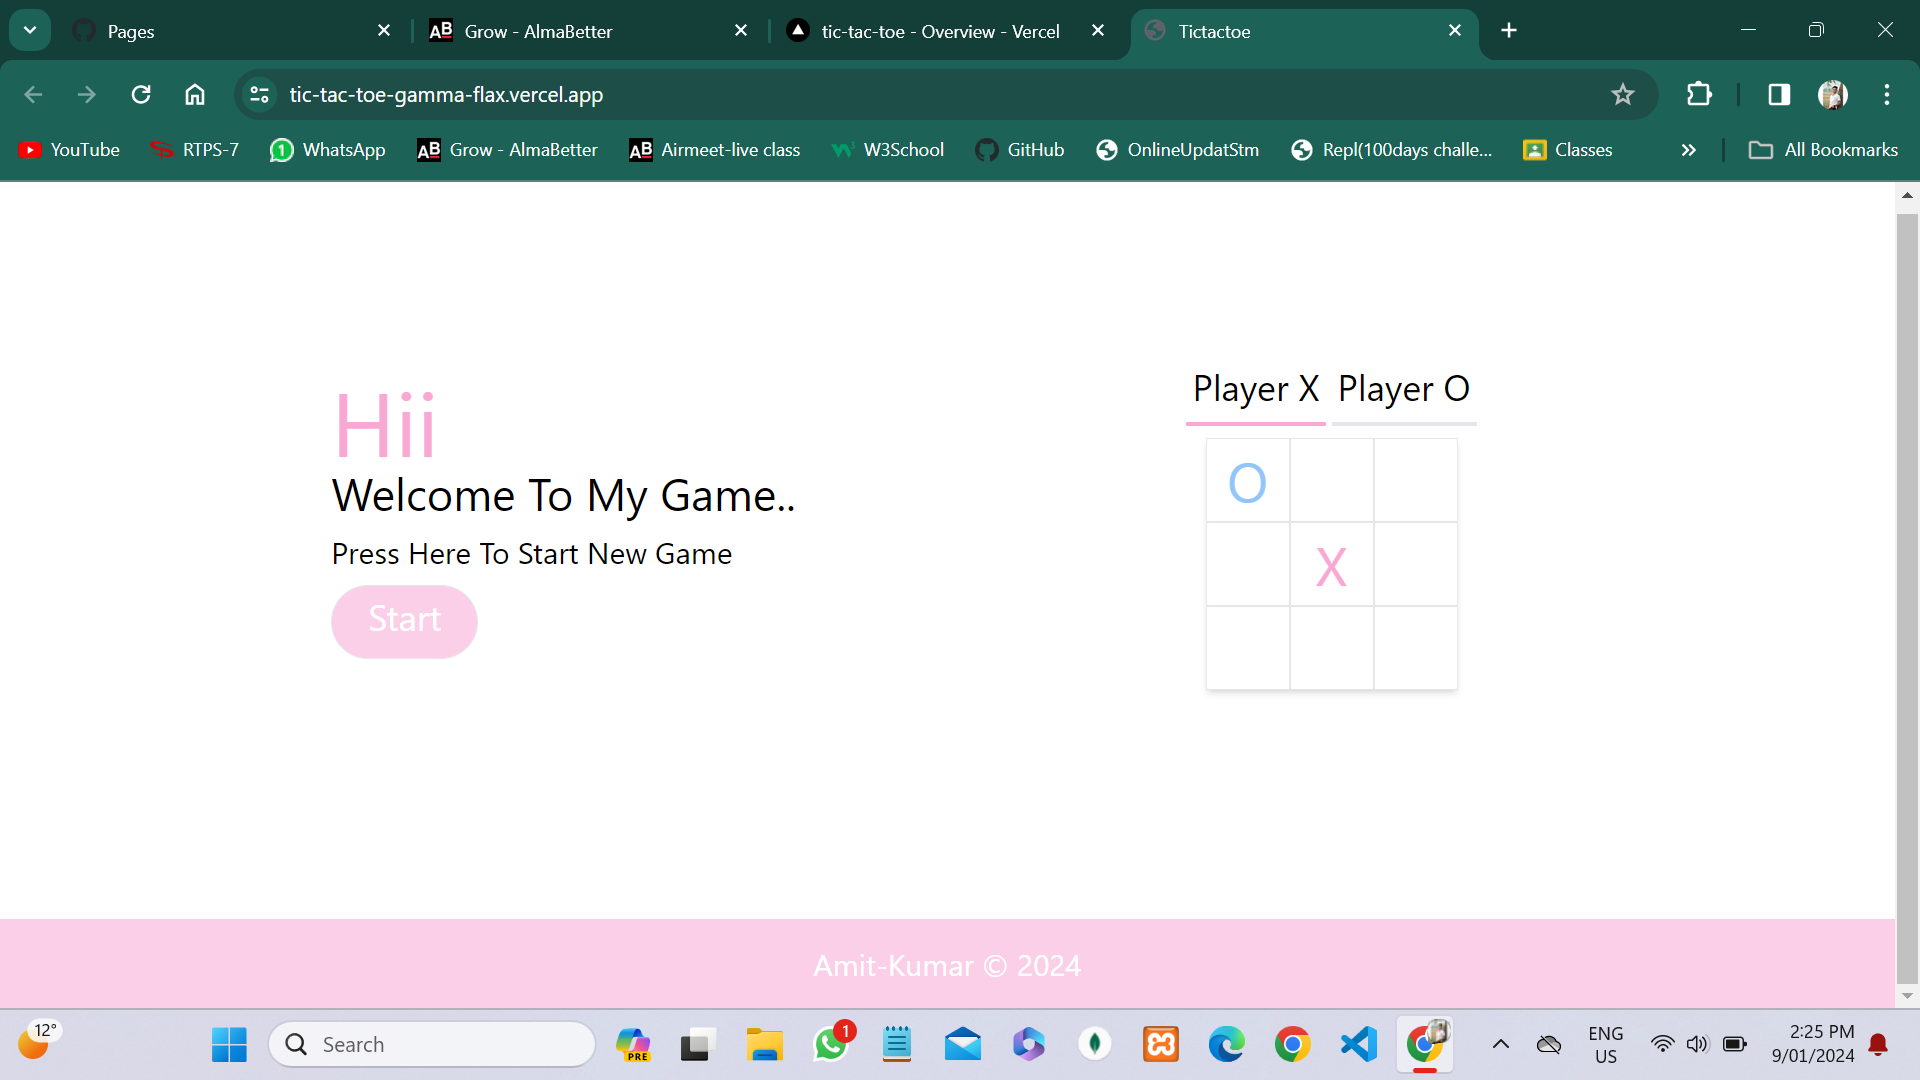 Pages
Grow - AlmaBetter
tic-tac-toe - Overview - Vercel
Tictactoe
tic-tac-toe-gamma-flax.vercel.app
YouTube
RTPS-7
WhatsApp
AB Grow - AlmaBetter
AB Airmeet-live class
W3School
GitHub
OnlineUpdatStm
Repl(100days challe...
Classes
All Bookmarks
Hii
Welcome To My Game..
Press Here To Start New Game
Start
Player X Player O
O
X
Amit-Kumar © 2024
12°
Search
PRE
1
ENG
US
2:25 PM
9/01/2024